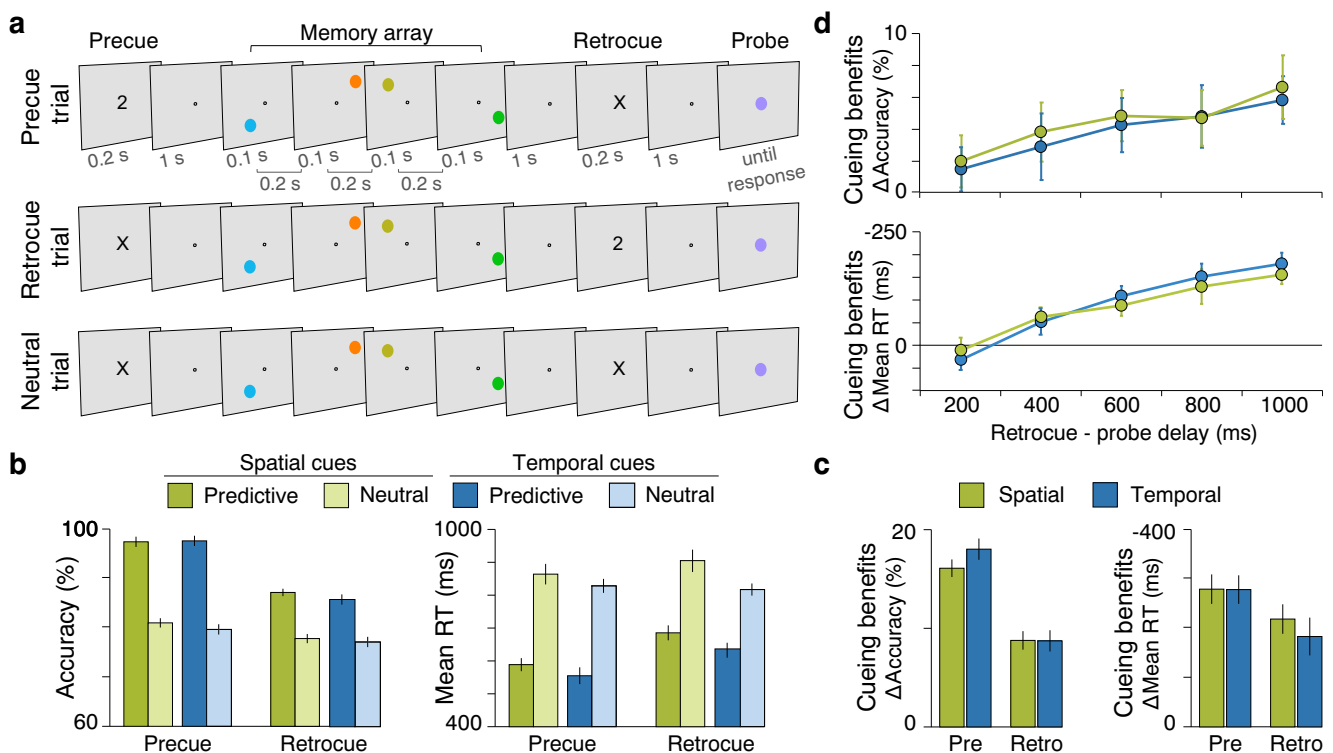 a
Precue
Memory array
Retrocue
Probe
Precue trial
2
X
0.2 s
1 s
0.1 s
0.1 s
0.1 s
0.1 s
1 s
0.2 s
1 s
until response
0.2 s
0.2 s
0.2 s
Retrocue trial
X
2
Neutral trial
X
X
b
Spatial cues
Temporal cues
Predictive
Neutral
Predictive
Neutral
Accuracy (%)
100
60
Precue
Retrocue
Mean RT (ms)
1000
400
Precue
Retrocue
d
Cueing benefits
ΔAccuracy (%)
10
0
Cueing benefits
ΔMean RT (ms)
-250
0
200
400
600
800
1000
Retrocue - probe delay (ms)
c
Spatial
Temporal
Cueing benefits
ΔAccuracy (%)
20
0
Pre
Retro
Cueing benefits
ΔMean RT (ms)
-400
0
Pre
Retro